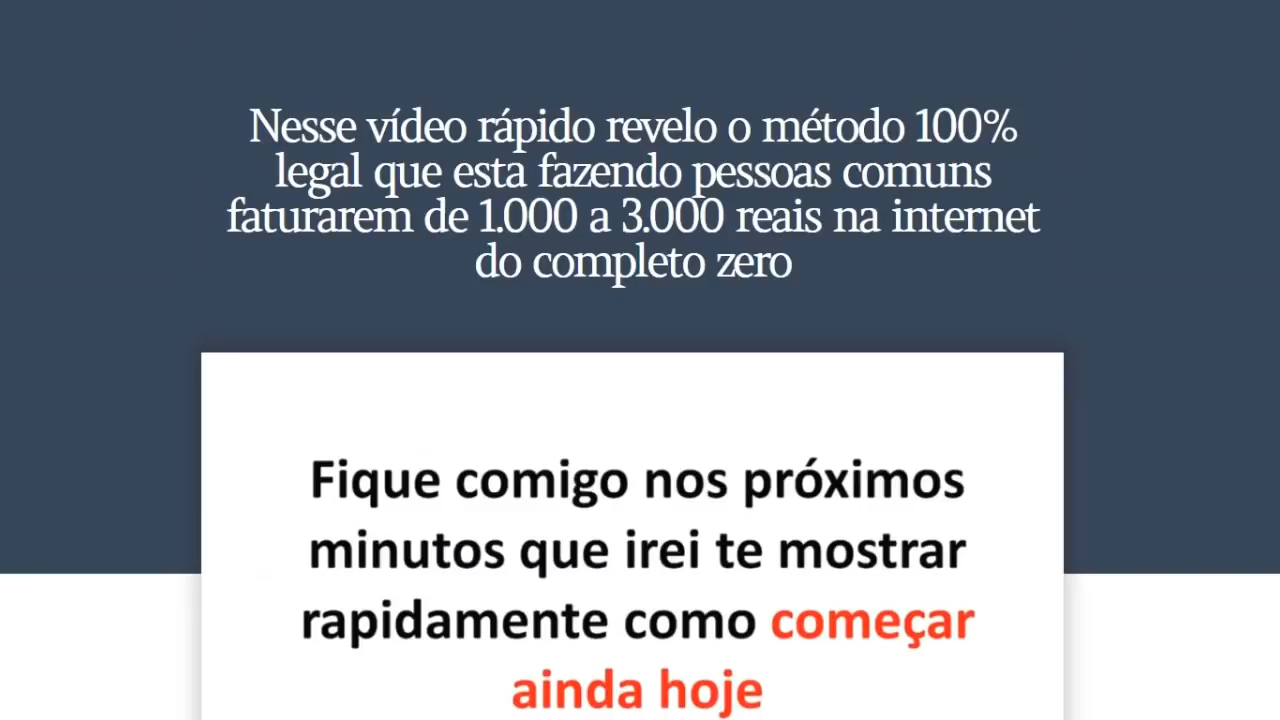 Nesse vídeo rápido revelo o método 100%
legal que esta fazendo pessoas comuns
faturarem de 1.000 a 3.000 reais na internet
do completo zero
Fique comigo nos próximos
minutos que irei te mostrar
rapidamente como começar
ainda hoje